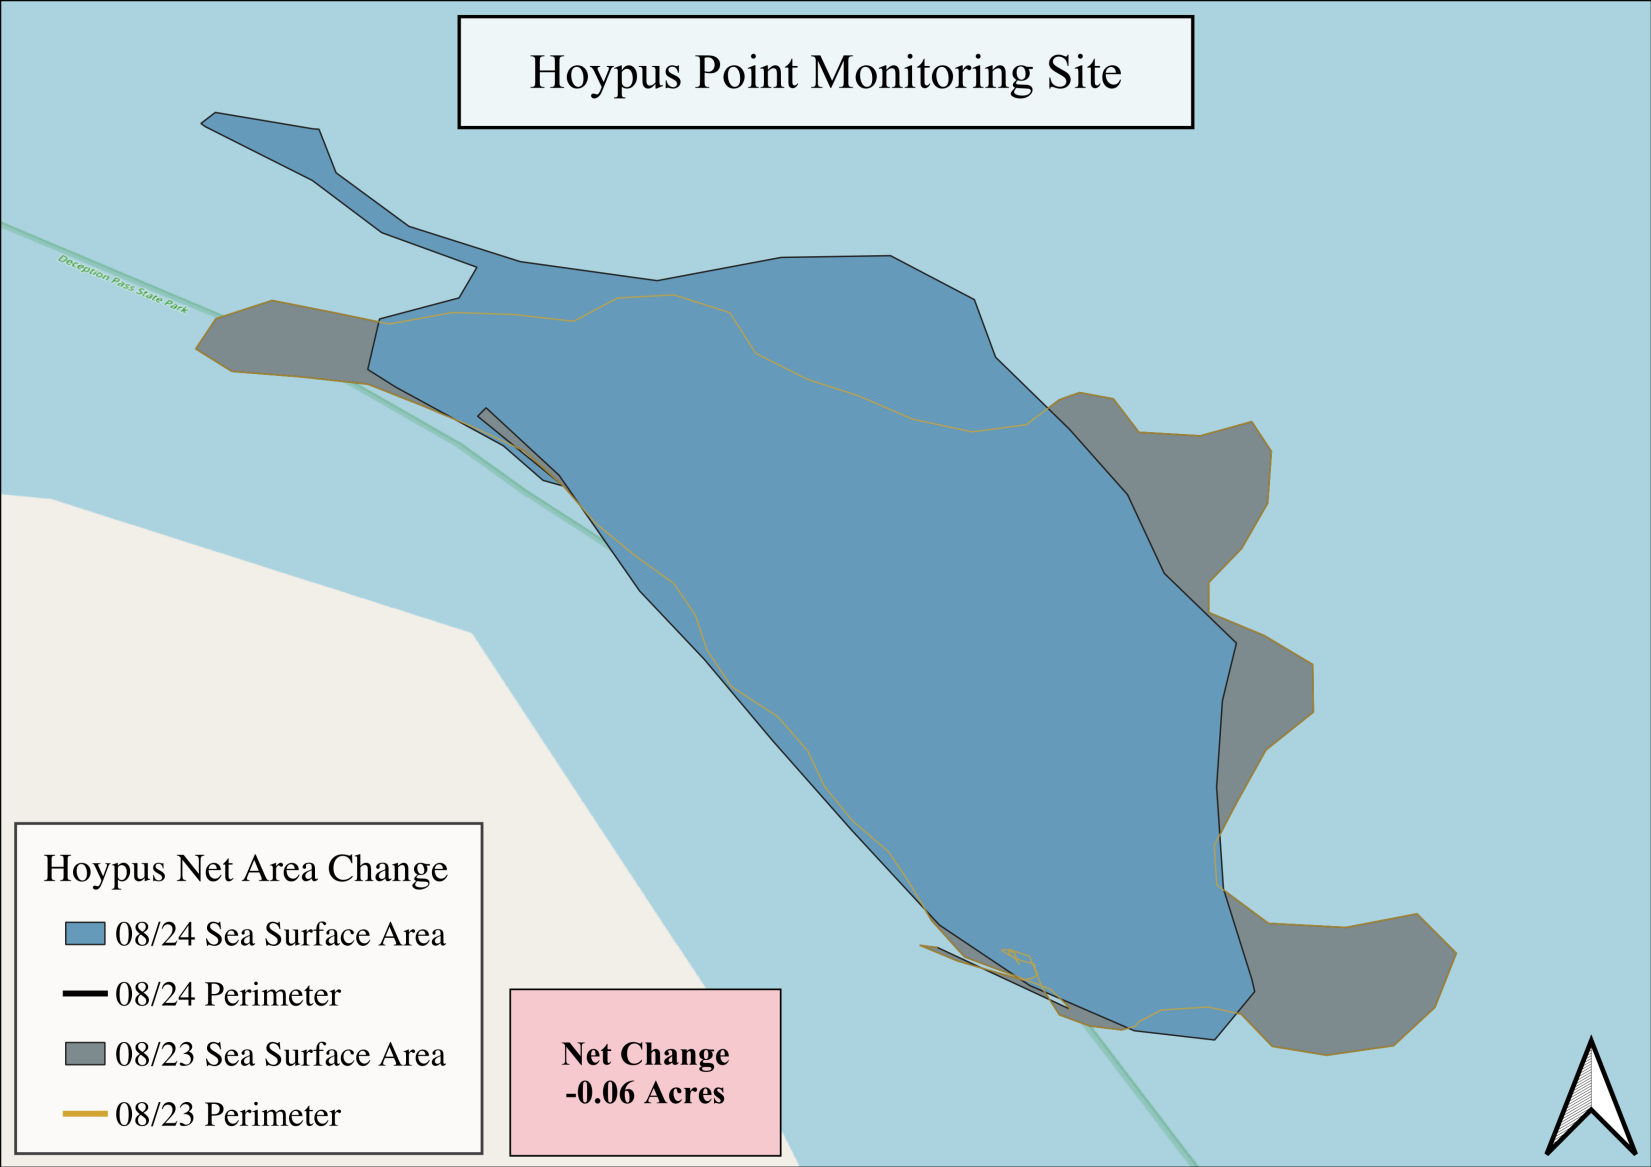 Hoypus Point Monitoring Site
Deception Pass State Park
Hoypus Net Area Change
08/24 Sea Surface Area
08/24 Perimeter
08/23 Sea Surface Area
08/23 Perimeter
Net Change
-0.06 Acres